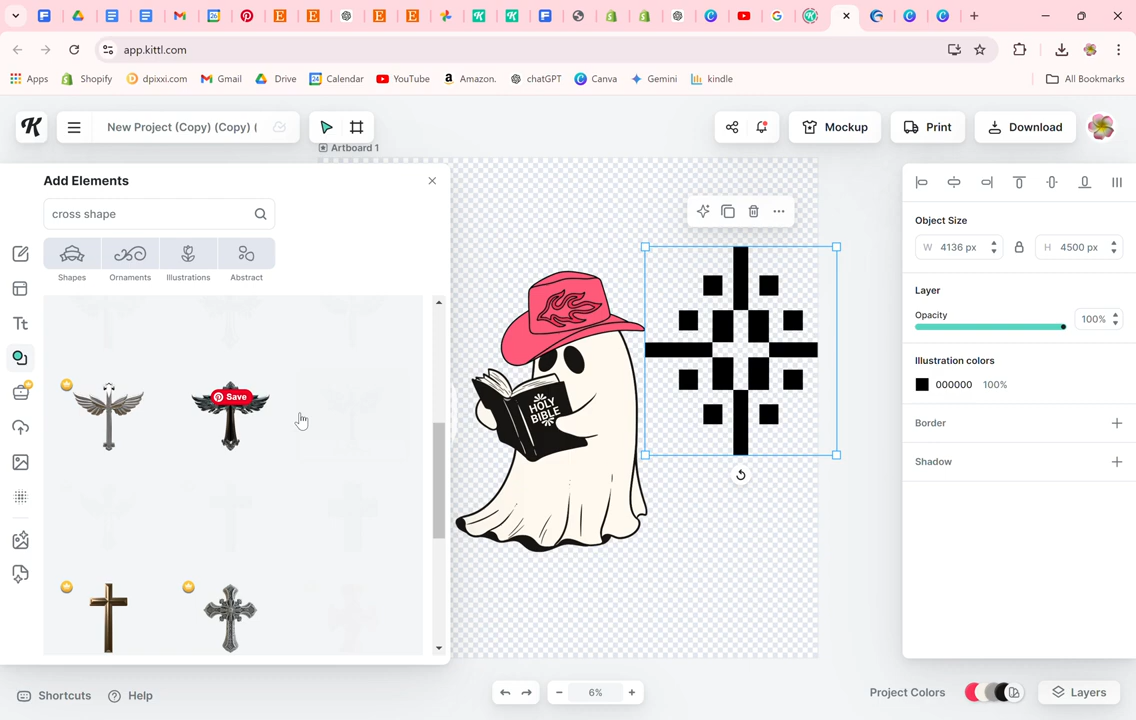 app.kittl.com
Apps
Shopify
dpixxi.com
Gmail
Drive
Calendar
YouTube
Amazon.
chatGPT
Canva
Gemini
kindle
All Bookmarks
New Project (Copy) (Copy) (
Mockup
Print
Download
Artboard 1
Add Elements
cross shape
Shapes
Ornaments
Illustrations
Abstract
Save
HOLY
BIBLE
Object Size
W 4136 px
H 4500 px
Layer
Opacity
100%
Illustration colors
000000 100%
Border
Shadow
Shortcuts
Help
6%
Project Colors
Layers